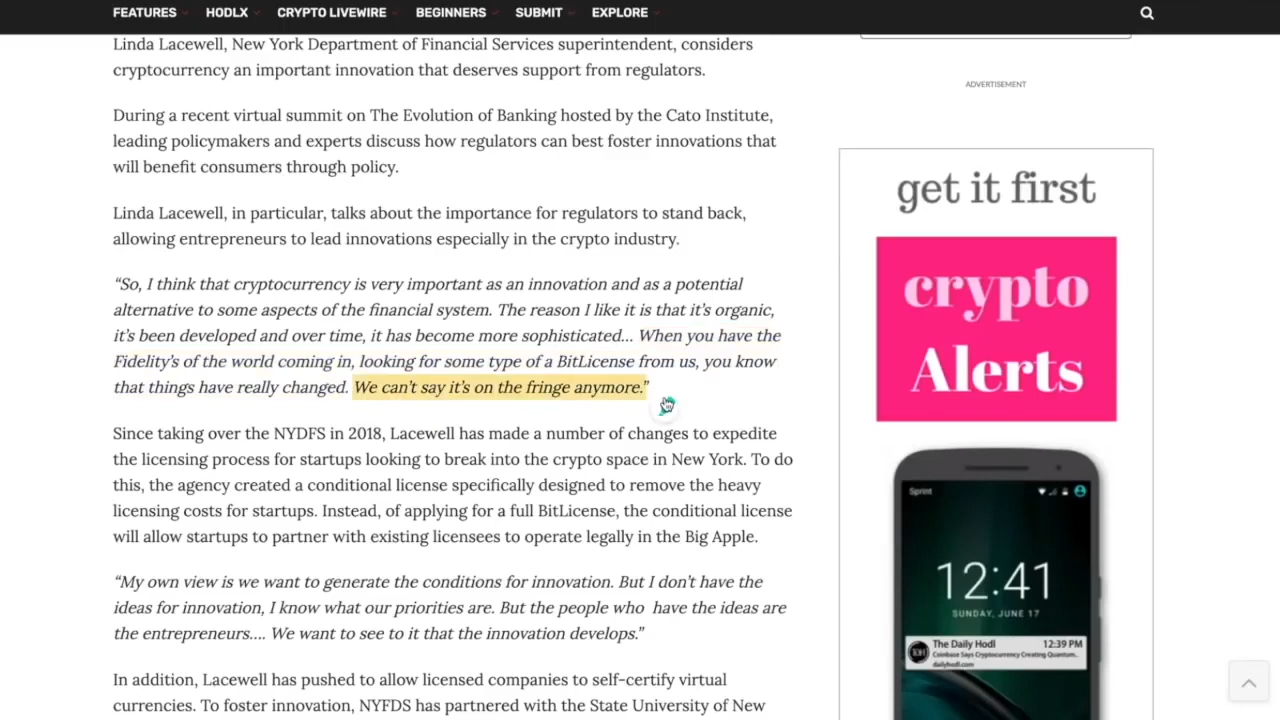 FEATURES HODLX CRYPTO LIVEWIRE BEGINNERS SUBMIT EXPLORE
Linda Lacewell, New York Department of Financial Services superintendent, considers
cryptocurrency an important innovation that deserves support from regulators.
During a recent virtual summit on The Evolution of Banking hosted by the Cato Institute,
leading policymakers and experts discuss how regulators can best foster innovations that
will benefit consumers through policy.
Linda Lacewell, in particular, talks about the importance for regulators to stand back,
allowing entrepreneurs to lead innovations especially in the crypto industry.
“So, I think that cryptocurrency is very important as an innovation and as a potential
alternative to some aspects of the financial system. The reason I like it is that it’s organic,
it’s been developed and over time, it has become more sophisticated… When you have the
Fidelity’s of the world coming in, looking for some type of a BitLicense from us, you know
that things have really changed. We can’t say it’s on the fringe anymore.”
Since taking over the NYDFS in 2018, Lacewell has made a number of changes to expedite
the licensing process for startups looking to break into the crypto space in New York. To do
this, the agency created a conditional license specifically designed to remove the heavy
licensing costs for startups. Instead, of applying for a full BitLicense, the conditional license
will allow startups to partner with existing licensees to operate legally in the Big Apple.
“My own view is we want to generate the conditions for innovation. But I don’t have the
ideas for innovation, I know what our priorities are. But the people who have the ideas are
the entrepreneurs…. We want to see to it that the innovation develops.”
In addition, Lacewell has pushed to allow licensed companies to self-certify virtual
currencies. To foster innovation, NYFDS has partnered with the State University of New
ADVERTISEMENT
get it first
crypto
Alerts
Sprint
12:41
SUNDAY, JUNE 17
The Daily Hodl 12:39 PM
Coinbase Says Cryptocurrency Creating Quantum..
dailyhodl.com